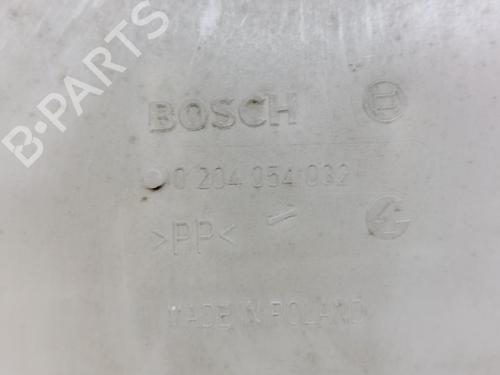 B-PARTS
BOSCH
0 204 054 032
>PP<
MADE IN POLAND